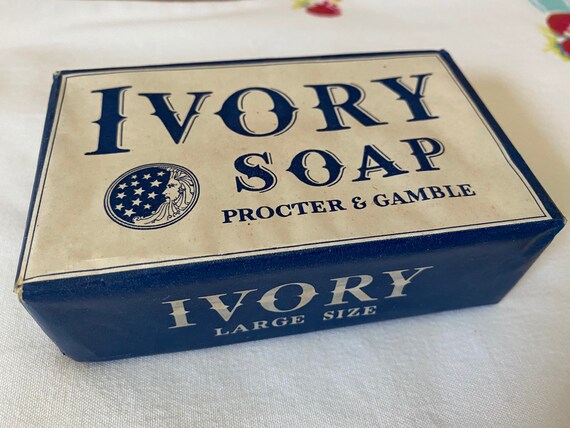 IVORY
SOAP
PROCTER & GAMBLE
IVORY
LARGE SIZE